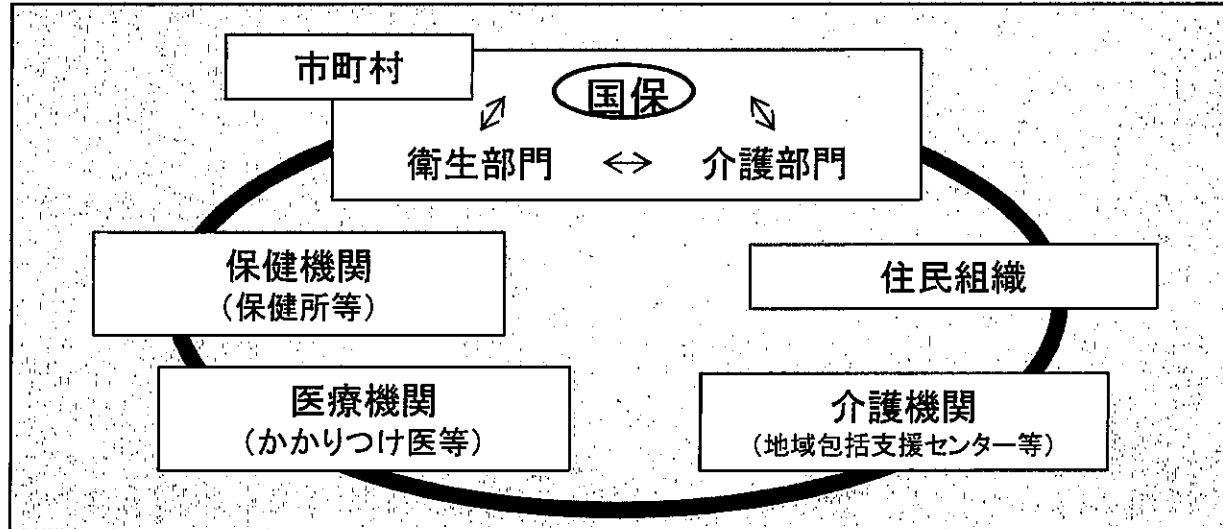 市町村
国保
衛生部門 ↔ 介護部門
保健機関
（保健所等）
住民組織
医療機関
（かかりつけ医等）
介護機関
（地域包括支援センター等）